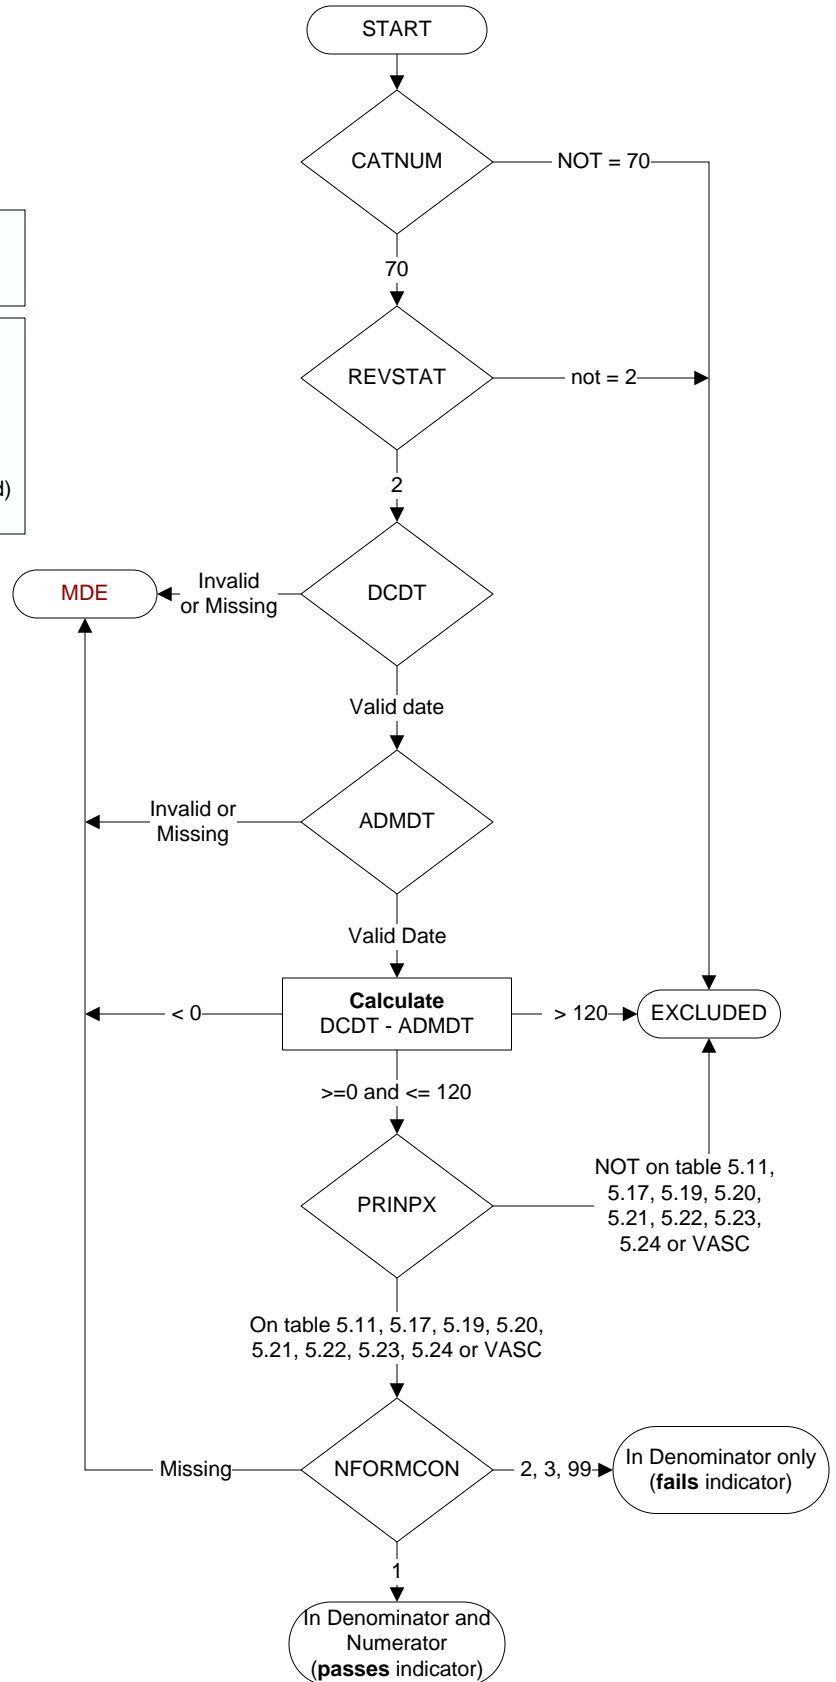 START
CATNUM
NOT = 70
70
REVSTAT
not = 2
2
DCDT
Invalid
or Missing
MDE
Valid date
ADMDT
Invalid or
Missing
Valid Date
Calculate
DCDT - ADMDT
< 0
> 120
EXCLUDED
>=0 and <= 120
PRINPX
NOT on table 5.11,
5.17, 5.19, 5.20,
5.21, 5.22, 5.23,
5.24 or VASC
On table 5.11, 5.17, 5.19, 5.20,
5.21, 5.22, 5.23, 5.24 or VASC
NFORMCON
Missing
2, 3, 99
In Denominator only
(fails indicator)
1
In Denominator and
Numerator
(passes indicator)